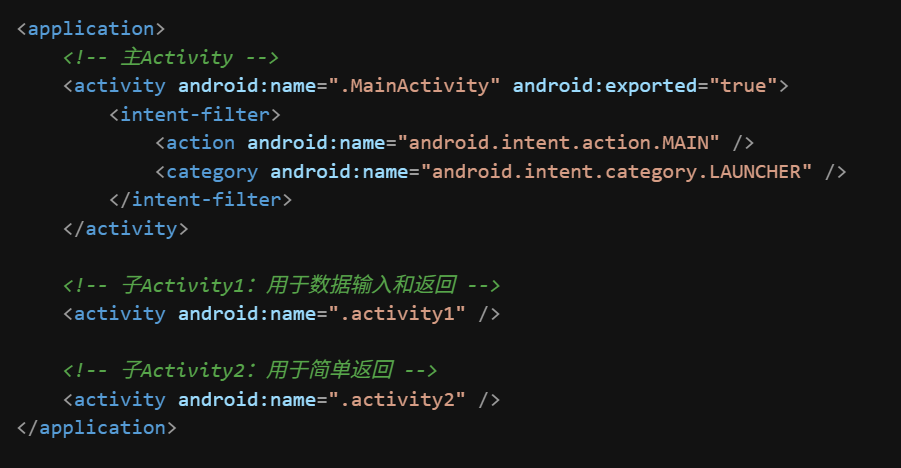 <application>
    <!-- 主Activity -->
    <activity android:name=".MainActivity" android:exported="true">
        <intent-filter>
            <action android:name="android.intent.action.MAIN" />
            <category android:name="android.intent.category.LAUNCHER" />
        </intent-filter>
    </activity>

    <!-- 子Activity1：用于数据输入和返回 -->
    <activity android:name=".activity1" />

    <!-- 子Activity2：用于简单返回 -->
    <activity android:name=".activity2" />
</application>